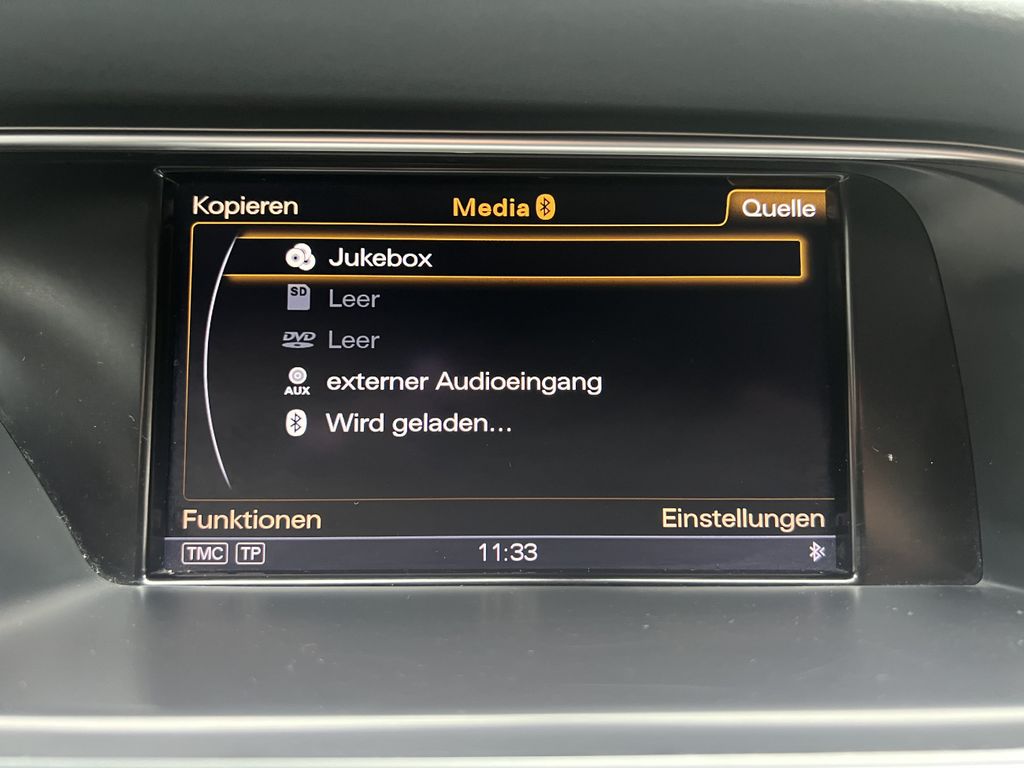 Kopieren Media Quelle
Jukebox
SD Leer
DVD Leer
AUX externer Audioeingang
Wird geladen...
Funktionen Einstellungen
TMC TP 11:33